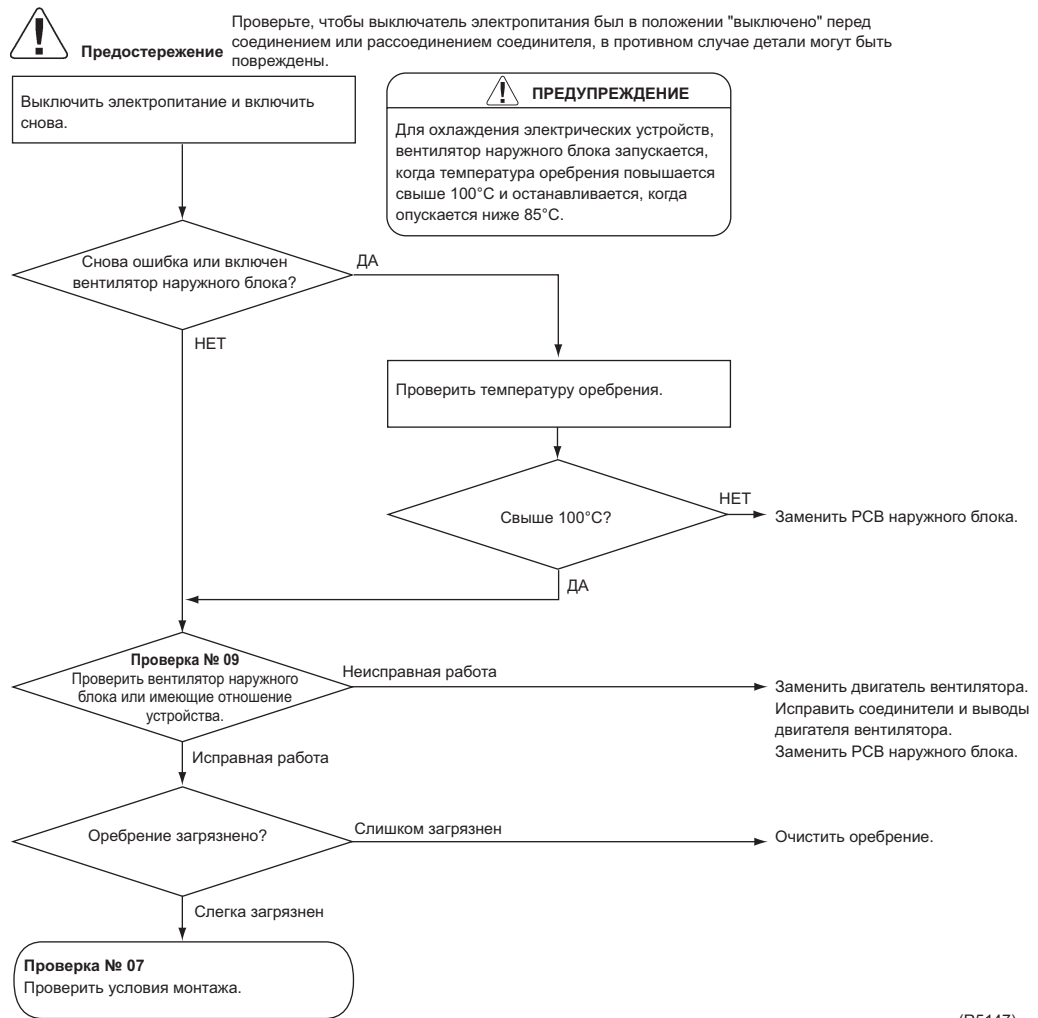 Проверьте, чтобы выключатель электропитания был в положении "выключено" перед
Предостережение соединением или рассоединением соединителя, в противном случае детали могут быть
повреждены.
Выключить электропитание и включить
снова.
ПРЕДУПРЕЖДЕНИЕ
Для охлаждения электрических устройств,
вентилятор наружного блока запускается,
когда температура оребрения повышается
свыше 100°C и останавливается, когда
опускается ниже 85°C.
Снова ошибка или включен
вентилятор наружного блока?
ДА
НЕТ
Проверить температуру оребрения.
Свыше 100°C?
НЕТ
Заменить PCB наружного блока.
ДА
Проверка № 09
Проверить вентилятор наружного
блока или имеющие отношение
устройства.
Неисправная работа
Заменить двигатель вентилятора.
Исправить соединители и выводы
двигателя вентилятора.
Заменить PCB наружного блока.
Исправная работа
Оребрение загрязнено?
Слишком загрязнен
Очистить оребрение.
Слегка загрязнен
Проверка № 07
Проверить условия монтажа.